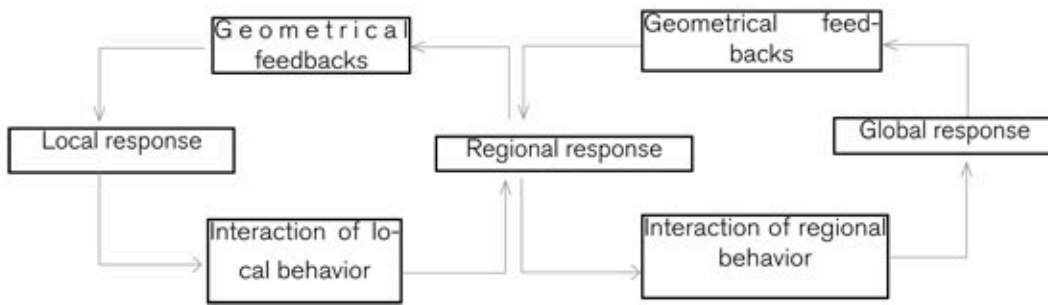 Geometrical
feedbacks
Geometrical feed-
backs
Local response
Regional response
Global response
Interaction of lo-
cal behavior
Interaction of regional
behavior